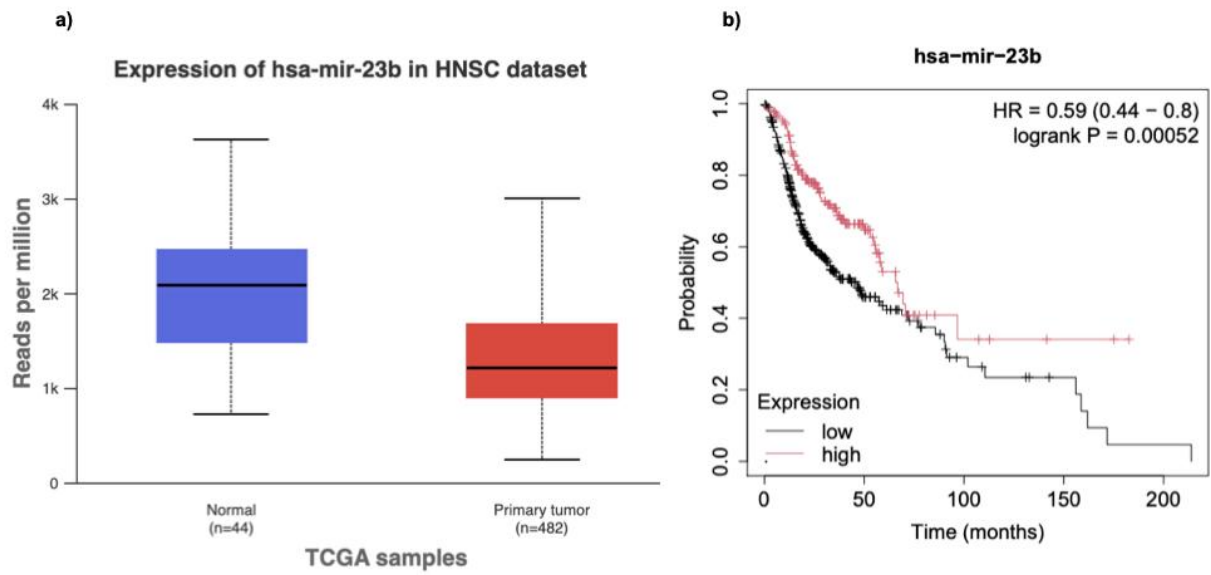 a)
Expression of hsa-mir-23b in HNSC dataset
4k
3k
2k
1k
0
Reads per million
Normal
(n=44)
Primary tumor
(n=482)
TCGA samples
b)
hsa−mir−23b
HR = 0.59 (0.44 − 0.8)
logrank P = 0.00052
1.0
0.8
0.6
0.4
0.2
0.0
Probability
Expression
low
high
0
50
100
150
200
Time (months)